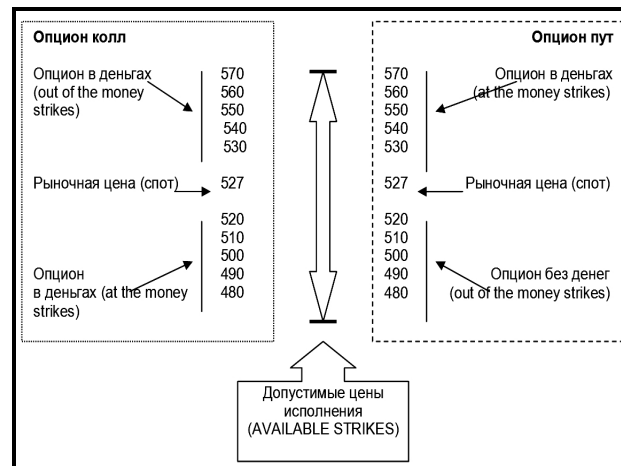 Опцион колл
Опцион в деньгах
(out of the money
strikes)
570
560
550
540
530
Рыночная цена (спот)
527
520
510
500
490
480
Опцион
в деньгах (at the money
strikes)
Опцион пут
570
560
550
540
530
Опцион в деньгах
(at the money strikes)
527
Рыночная цена (спот)
520
510
500
490
480
Опцион без денег
(out of the money strikes)
Допустимые цены
исполнения
(AVAILABLE STRIKES)